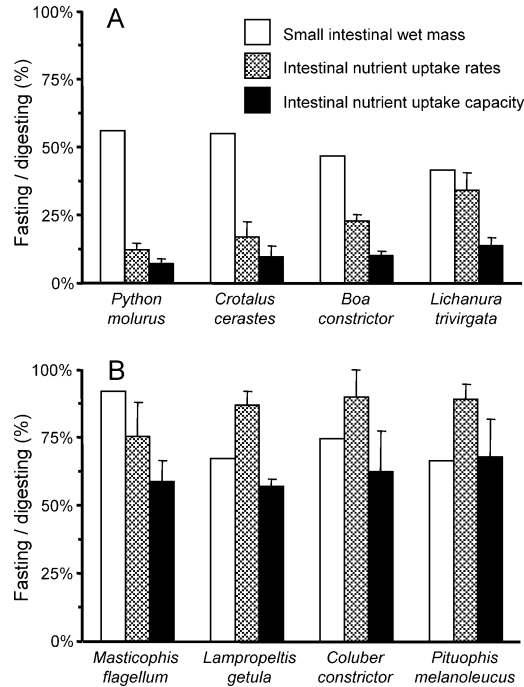 A
100%
75%
50%
25%
0%
Fasting / digesting (%)
Small intestinal wet mass
Intestinal nutrient uptake rates
Intestinal nutrient uptake capacity
Python molurus
Crotalus cerastes
Boa constrictor
Lichanura trivirgata
B
100%
75%
50%
25%
0%
Fasting / digesting (%)
Masticophis flagellum
Lampropeltis getula
Coluber constrictor
Pituophis melanoleucus